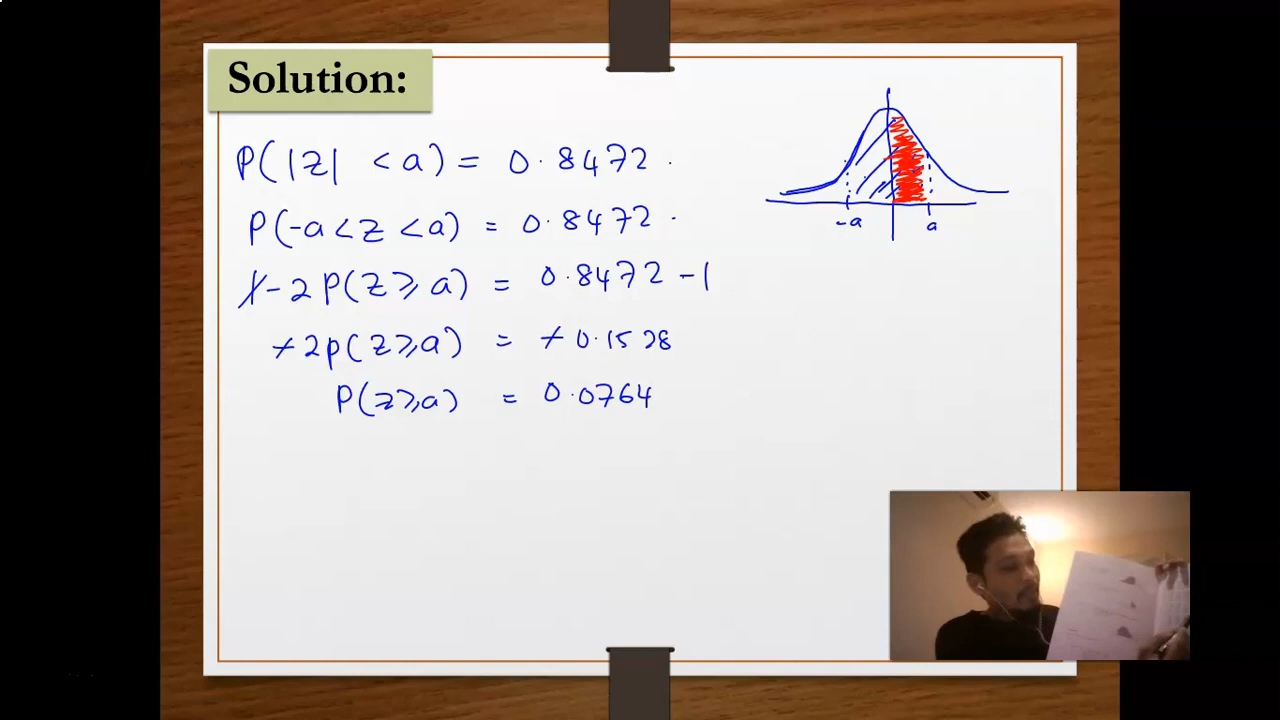 Solution:
P(|z| < a) = 0.8472.
P(-a < z < a) = 0.8472.
1 - 2P(z ⩾ a) = 0.8472 - 1
-2P(z ⩾ a) = -0.1528
P(z ⩾ a) = 0.0764
-a a